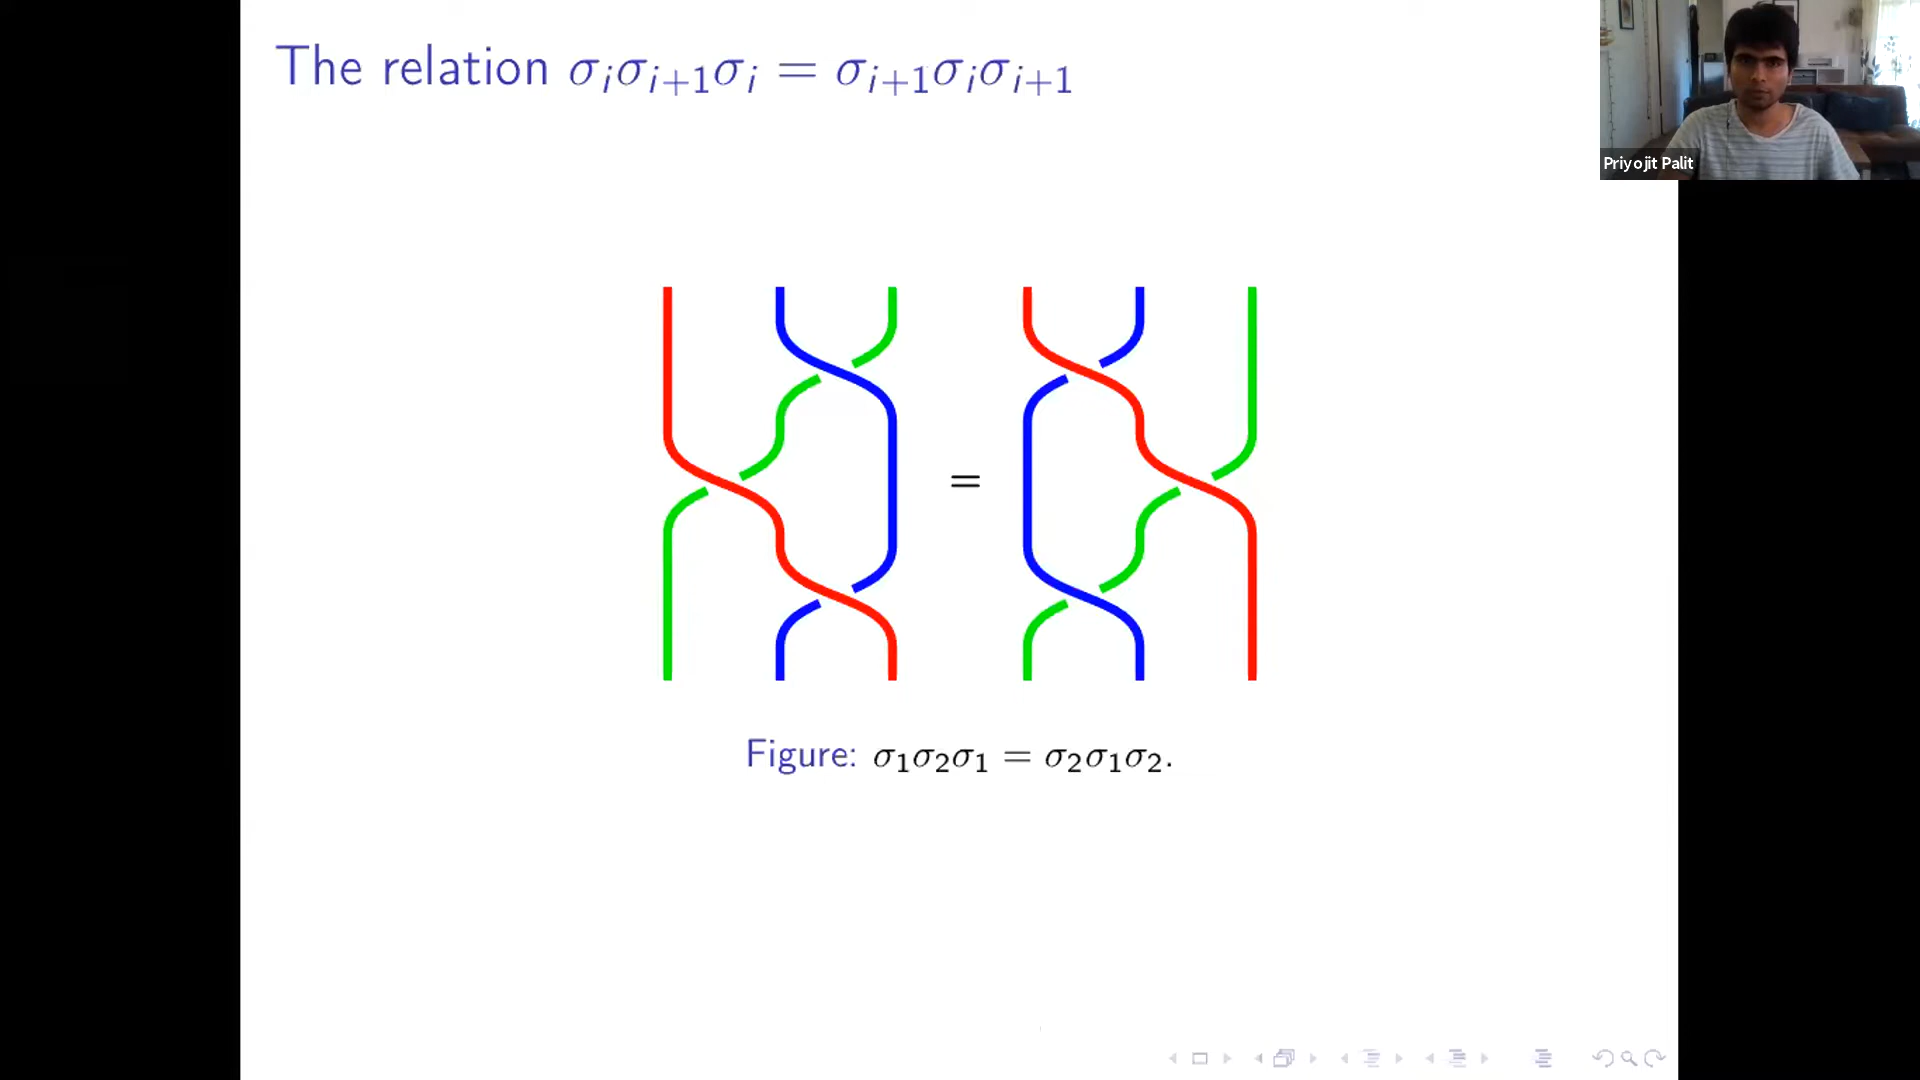 The relation σᵢσᵢ₊₁σᵢ = σᵢ₊₁σᵢσᵢ₊₁
Priyojit Palit
=
Figure: σ₁σ₂σ₁ = σ₂σ₁σ₂.